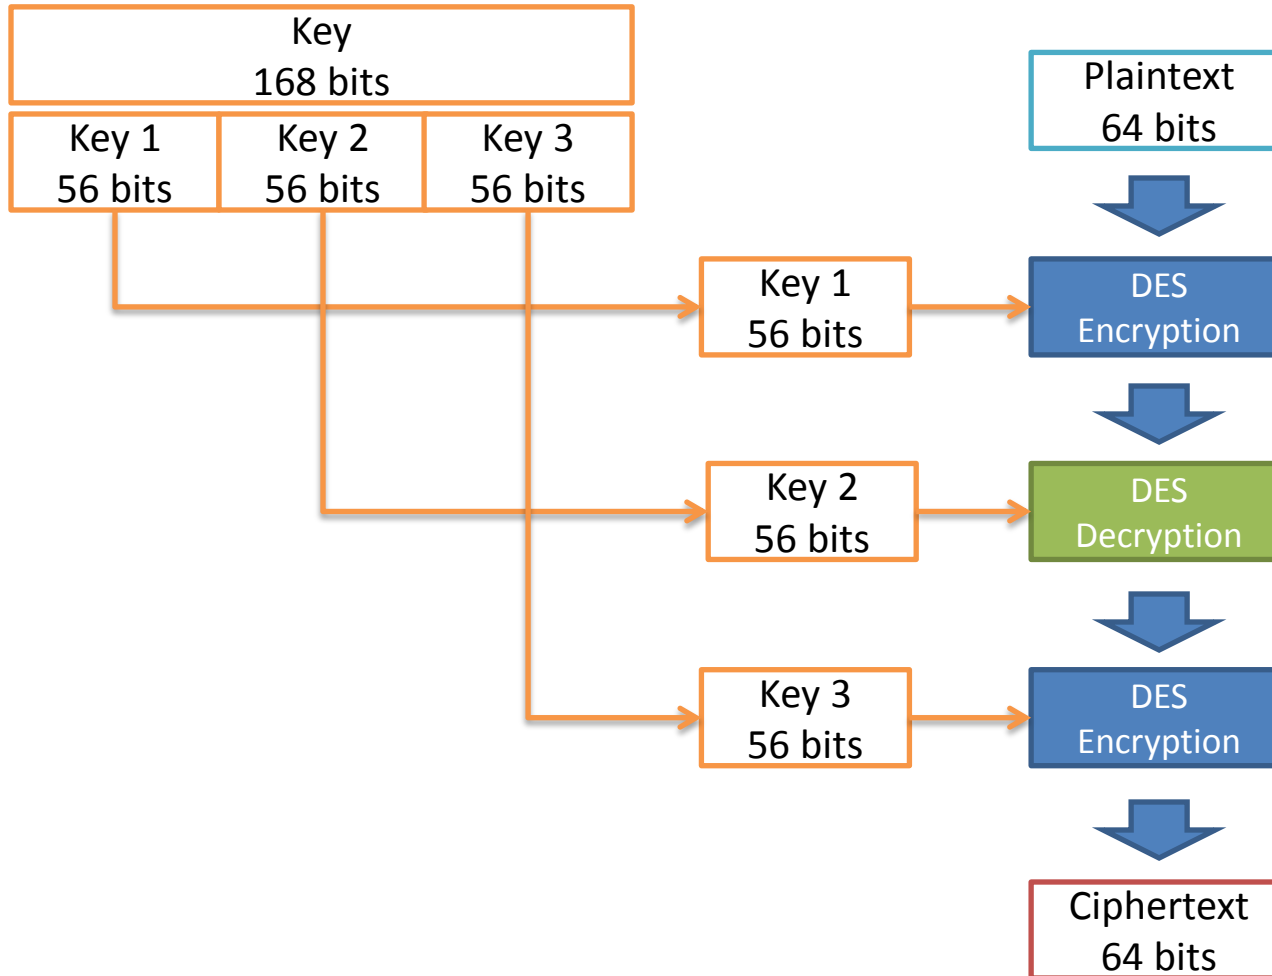 Key
168 bits
Key 1
56 bits
Key 2
56 bits
Key 3
56 bits
Plaintext
64 bits
Key 1
56 bits
DES
Encryption
Key 2
56 bits
DES
Decryption
Key 3
56 bits
DES
Encryption
Ciphertext
64 bits